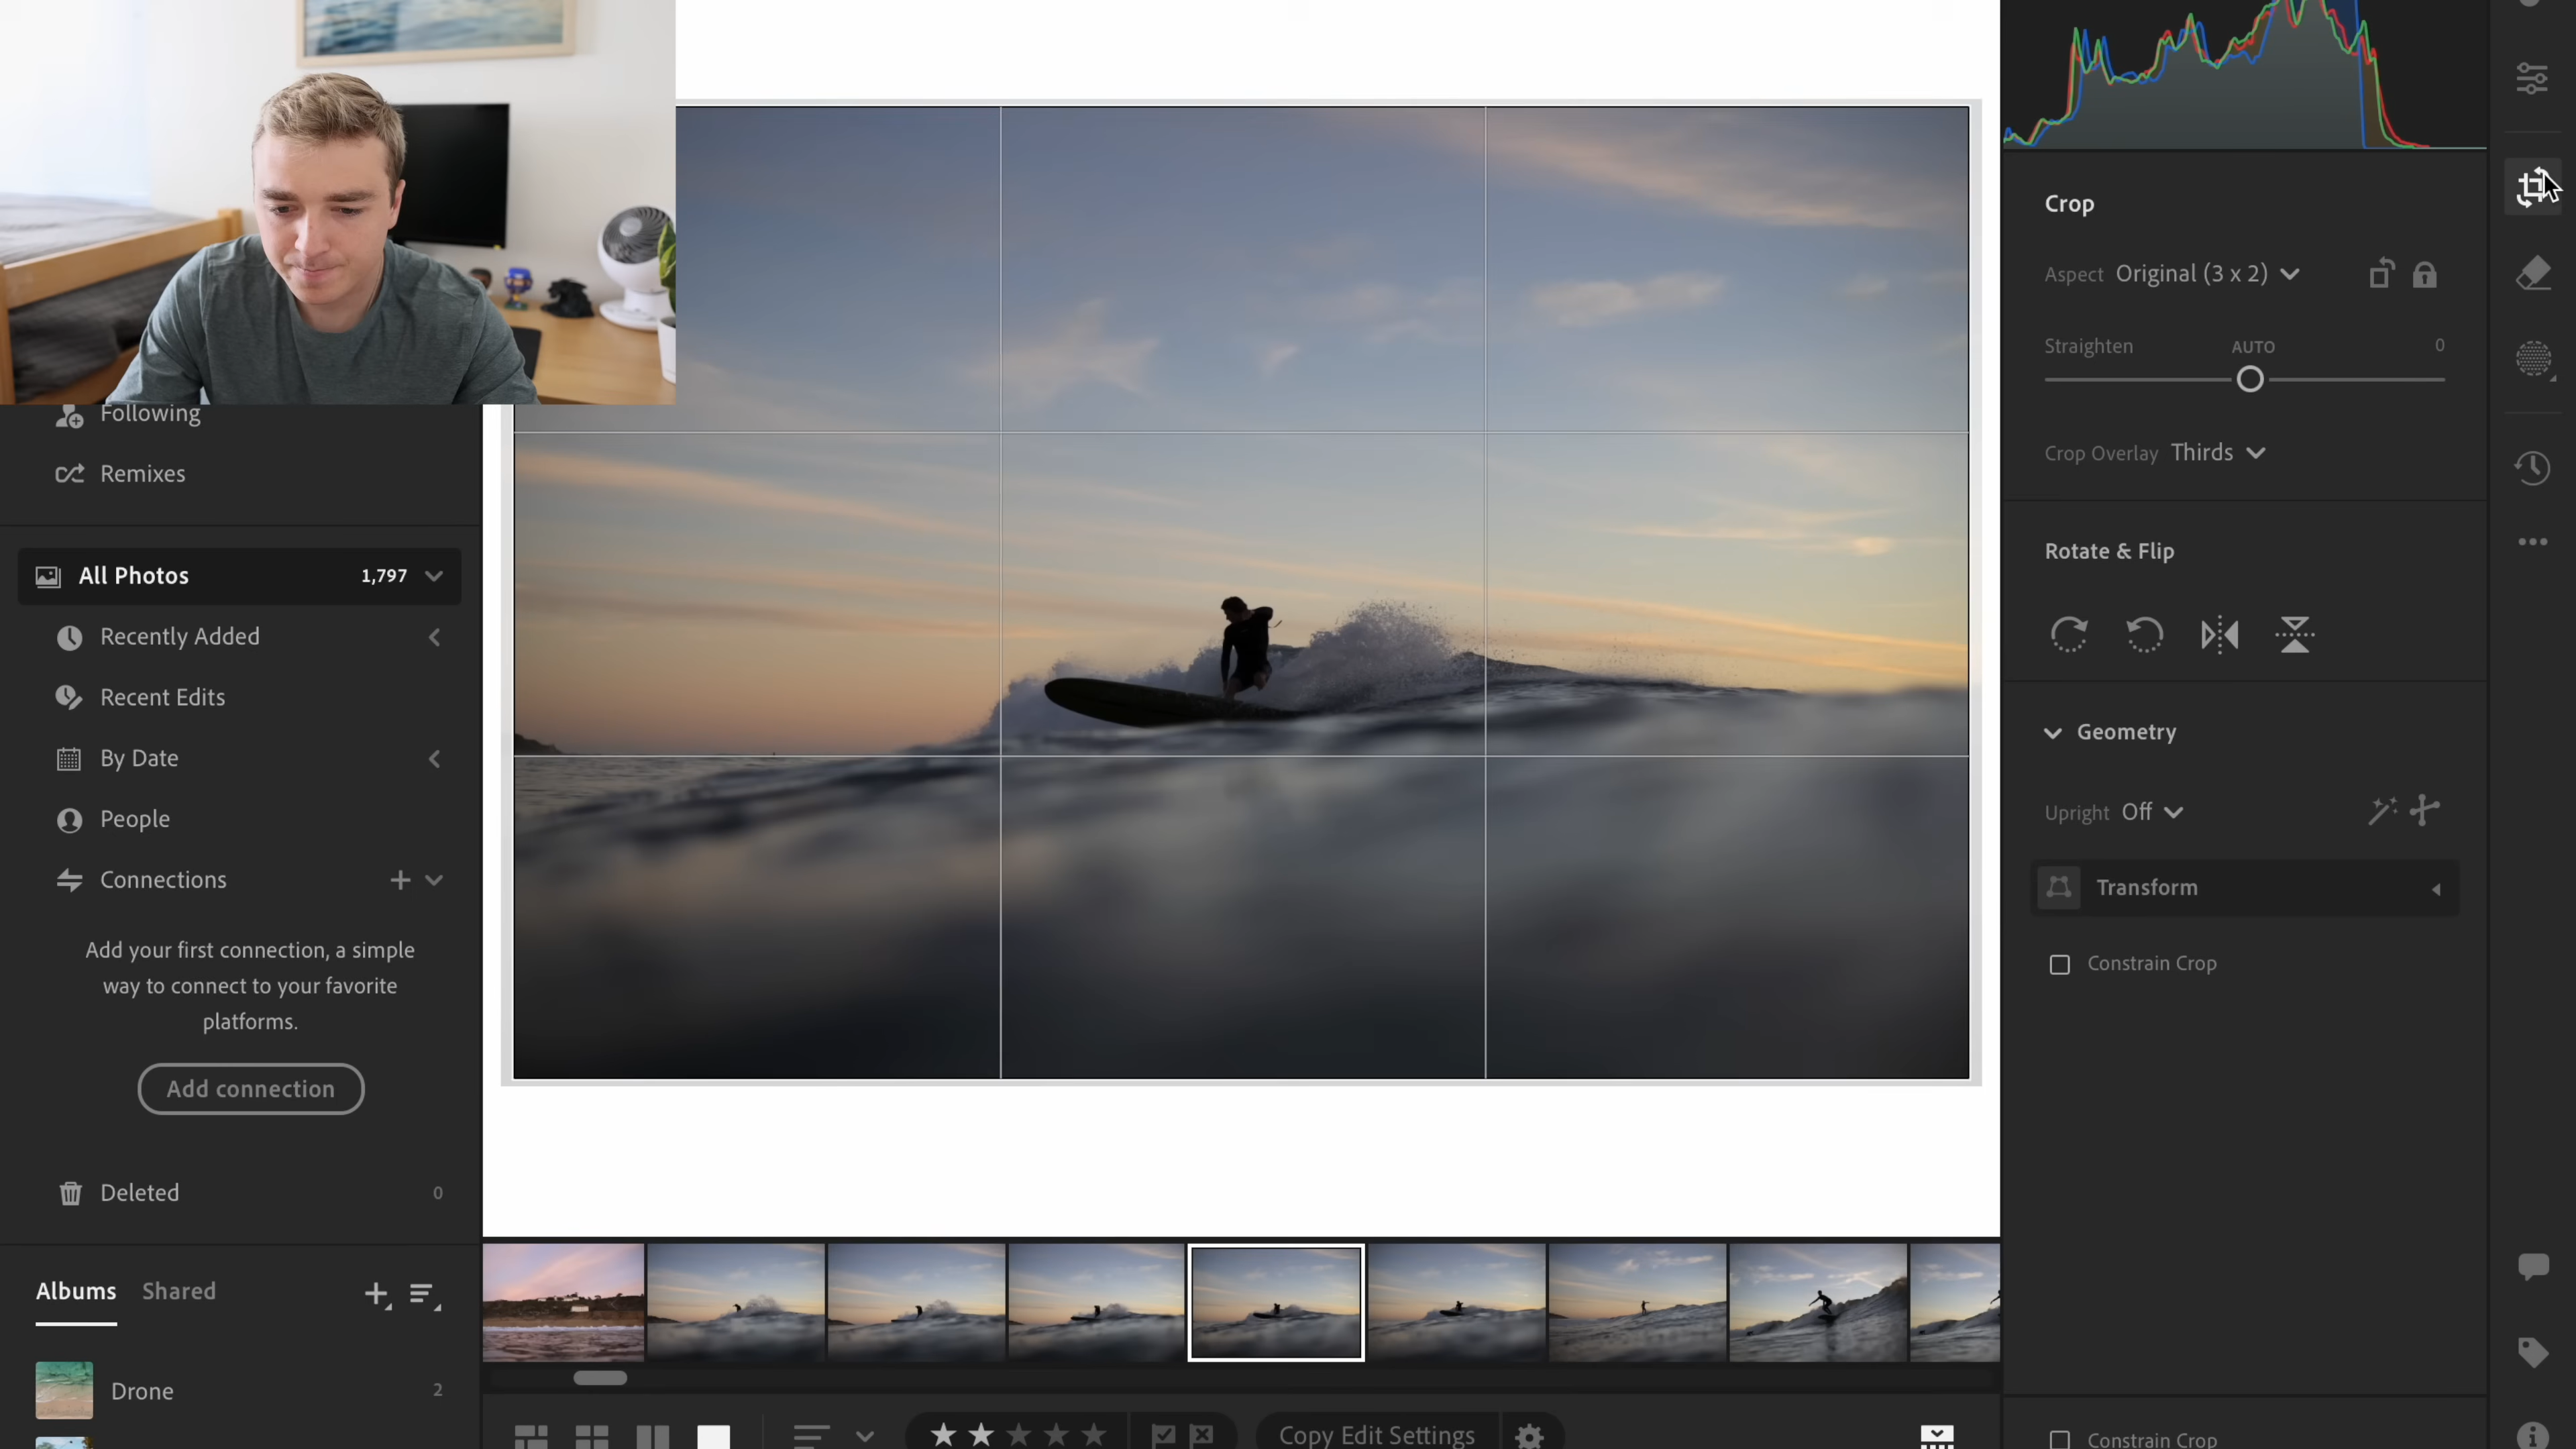 Following
Remixes
All Photos 1,797
Recently Added
Recent Edits
By Date
People
Connections
Add your first connection, a simple
way to connect to your favorite
platforms.
Add connection
Deleted 0
Albums Shared
Drone 2
Copy Edit Settings
Crop
Aspect Original (3 x 2)
Straighten AUTO 0
Crop Overlay Thirds
Rotate & Flip
Geometry
Upright Off
Transform
Constrain Crop
Constrain Crop